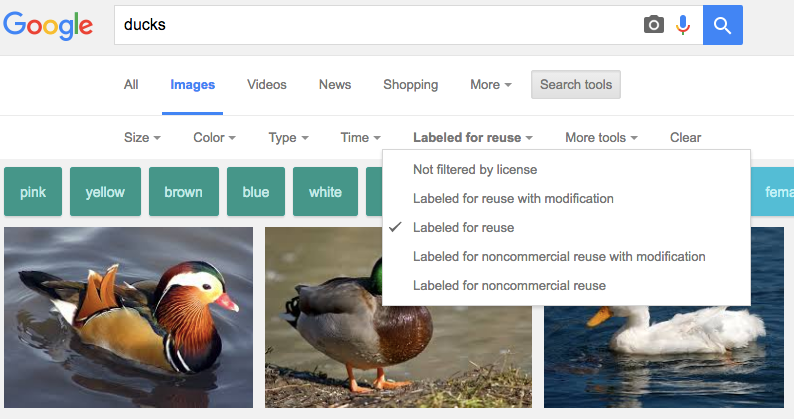 Google ducks
All Images Videos News Shopping More Search tools
Size Color Type Time Labeled for reuse More tools Clear
Not filtered by license
Labeled for reuse with modification
Labeled for reuse
Labeled for noncommercial reuse with modification
Labeled for noncommercial reuse
pink yellow brown blue white fema